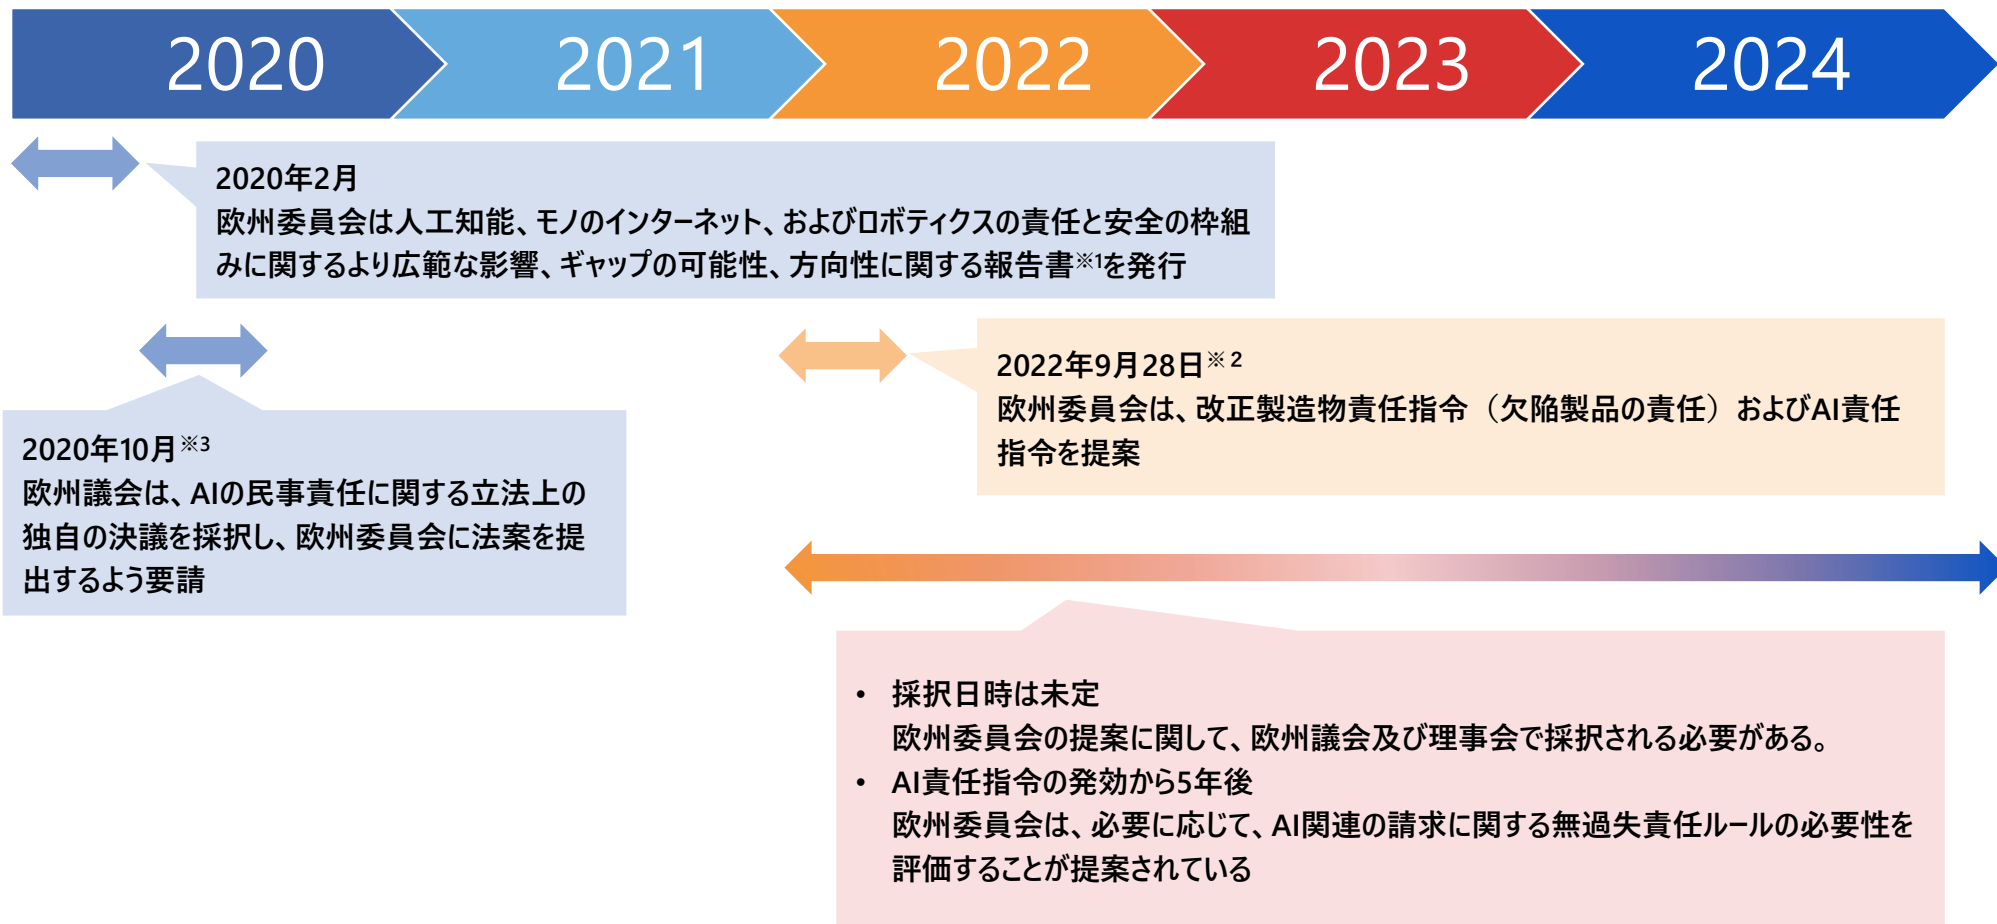 2020 2021 2022 2023 2024
2020年2月
欧州委員会は人工知能、モノのインターネット、およびロボティクスの責任と安全の枠組
みに関するより広範な影響、ギャップの可能性、方向性に関する報告書※1を発行
2020年10月※3
欧州議会は、AIの民事責任に関する立法上の
独自の決議を採択し、欧州委員会に法案を提
出するよう要請
2022年9月28日※2
欧州委員会は、改正製造物責任指令（欠陥製品の責任）およびAI責任
指令を提案
• 採択日時は未定
欧州委員会の提案に関して、欧州議会及び理事会で採択される必要がある。
• AI責任指令の発効から5年後
欧州委員会は、必要に応じて、AI関連の請求に関する無過失責任ルールの必要性を
評価することが提案されている